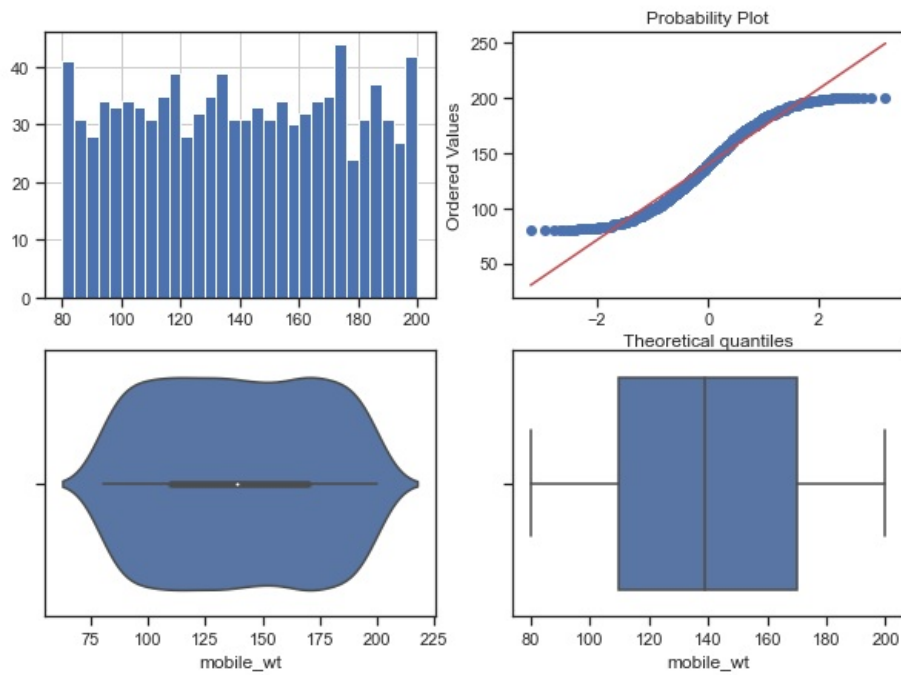 Probability Plot
40
30
20
10
0
80 100 120 140 160 180 200
Ordered Values
250
200
150
100
50
−2 0 2
Theoretical quantiles
75 100 125 150 175 200 225
mobile_wt
80 100 120 140 160 180 200
mobile_wt